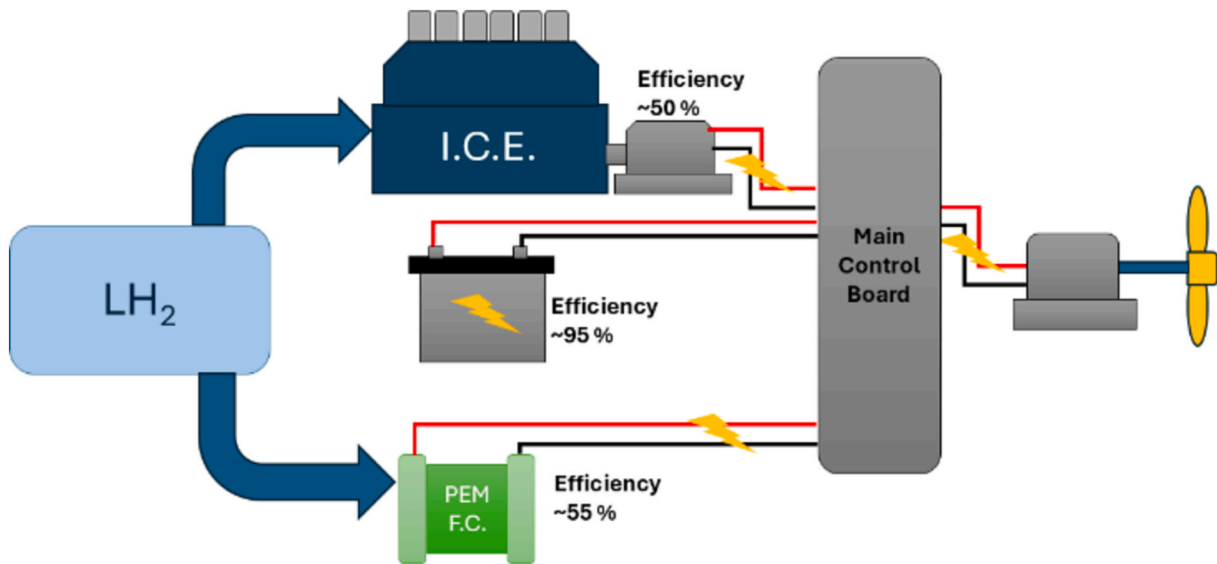 Efficiency
~50 %
I.C.E.
LH₂
Main
Control
Board
Efficiency
~95 %
PEM
F.C.
Efficiency
~55 %